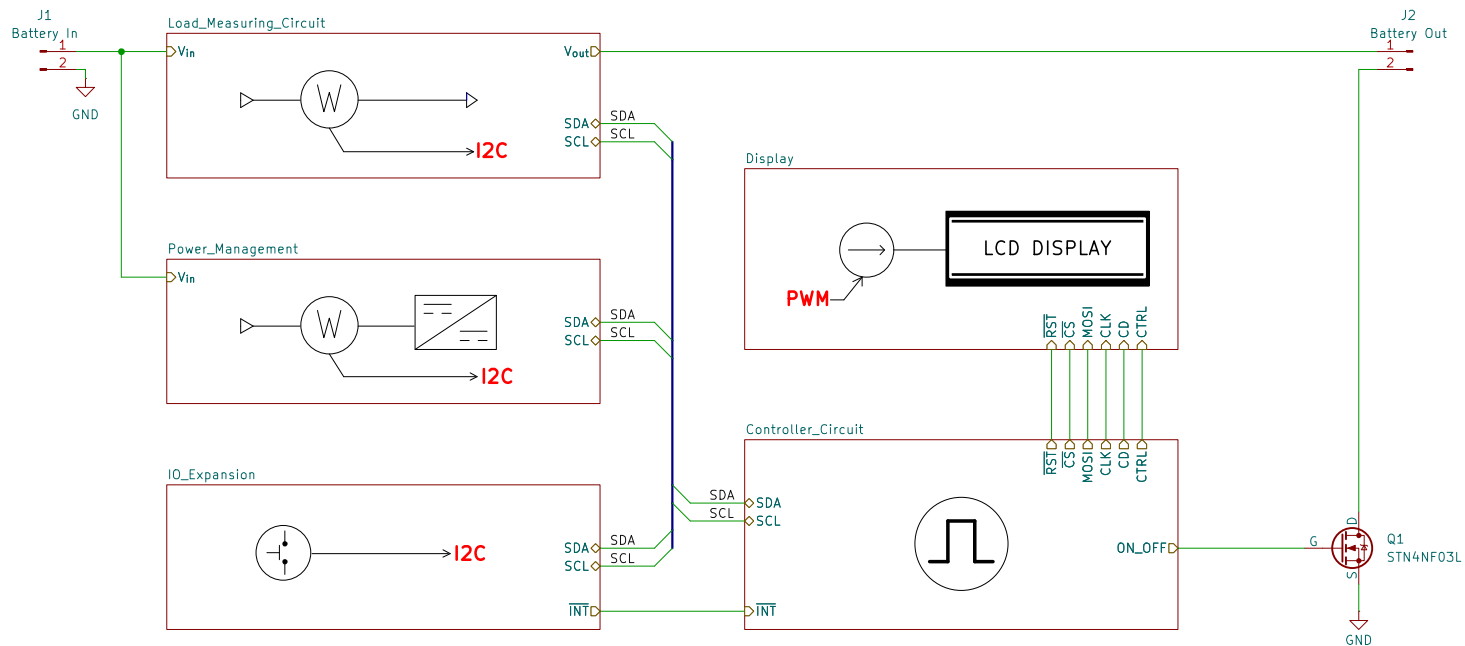 J1
Battery In
1
2
GND
Load_Measuring_Circuit
Vin
Vout
W
I2C
SDA
SCL
SDA
SCL
J2
Battery Out
1
2
Display
LCD DISPLAY
PWM
RST
CS
MOSI
CLK
CD
CTRL
Power_Management
Vin
W
I2C
SDA
SCL
SDA
SCL
IO_Expansion
I2C
SDA
SCL
INT
SDA
SCL
Controller_Circuit
RST
CS
MOSI
CLK
CD
CTRL
SDA
SCL
SDA
SCL
INT
ON_OFF
G
D
S
Q1
STN4NF03L
GND